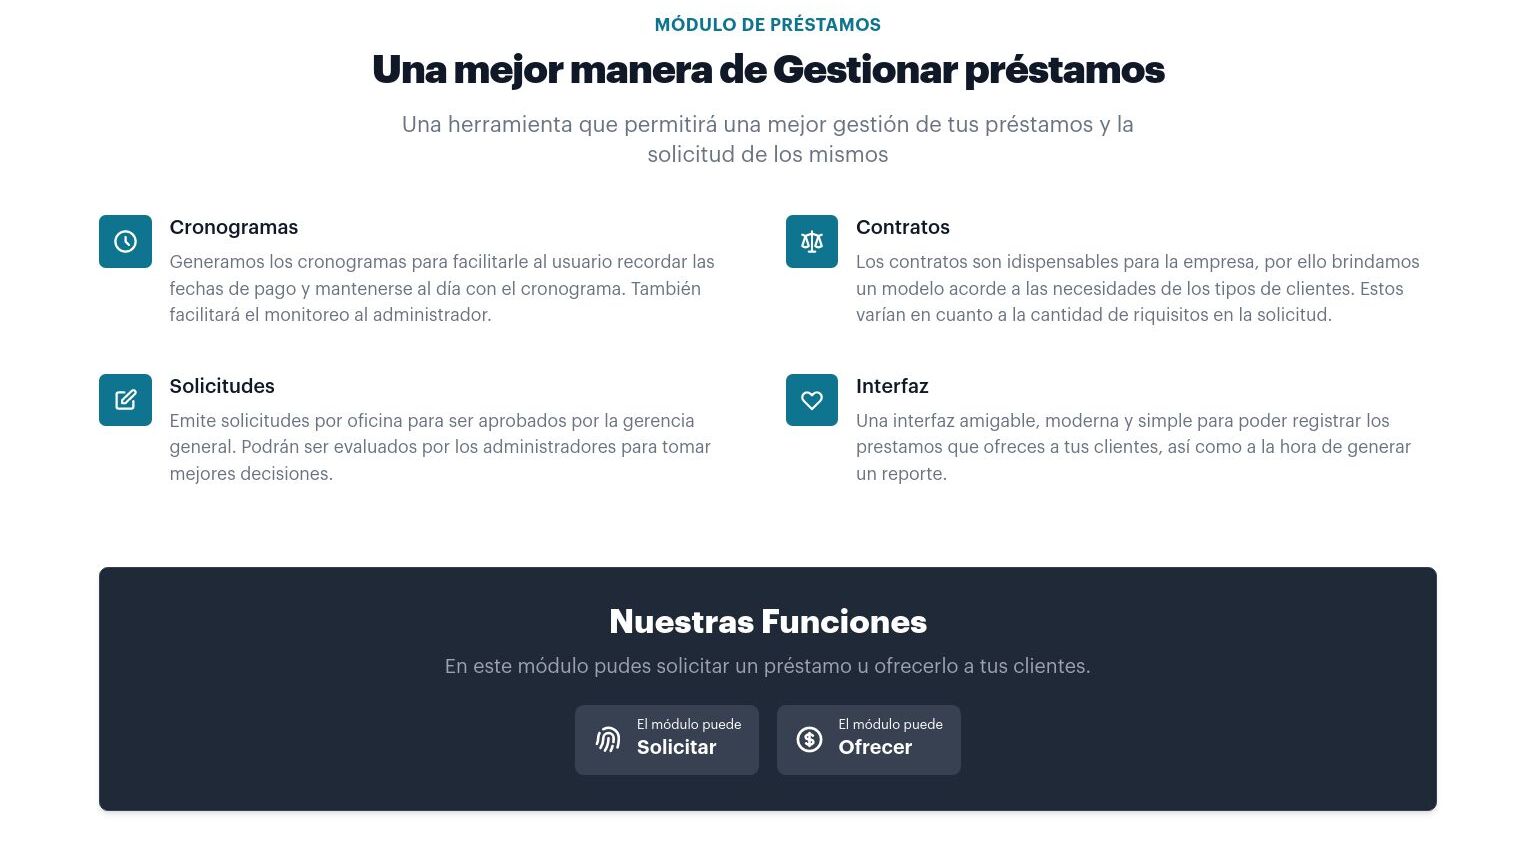 MÓDULO DE PRÉSTAMOS
Una mejor manera de Gestionar préstamos
Una herramienta que permitirá una mejor gestión de tus préstamos y la
solicitud de los mismos
Cronogramas
Generamos los cronogramas para facilitarle al usuario recordar las
fechas de pago y mantenerse al día con el cronograma. También
facilitará el monitoreo al administrador.
Contratos
Los contratos son idispensables para la empresa, por ello brindamos
un modelo acorde a las necesidades de los tipos de clientes. Estos
varían en cuanto a la cantidad de riquisitos en la solicitud.
Solicitudes
Emite solicitudes por oficina para ser aprobados por la gerencia
general. Podrán ser evaluados por los administradores para tomar
mejores decisiones.
Interfaz
Una interfaz amigable, moderna y simple para poder registrar los
prestamos que ofreces a tus clientes, así como a la hora de generar
un reporte.
Nuestras Funciones
En este módulo pudes solicitar un préstamo u ofrecerlo a tus clientes.
El módulo puede
Solicitar
El módulo puede
Ofrecer